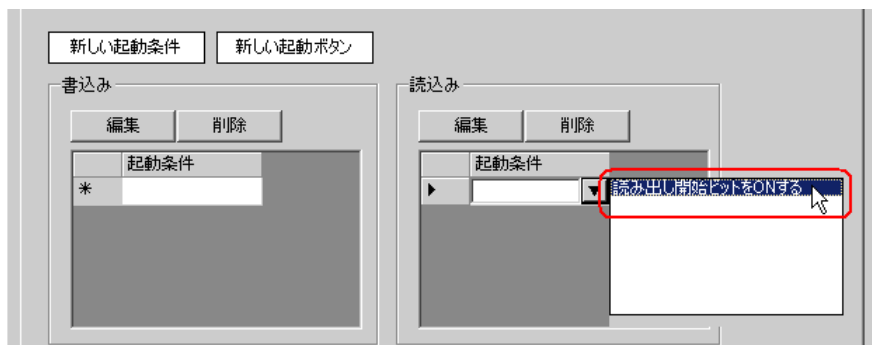 新しい起動条件 新しい起動ボタン
書込み
編集 削除
起動条件
*
読込み
編集 削除
起動条件
読み出し開始ビットをONする